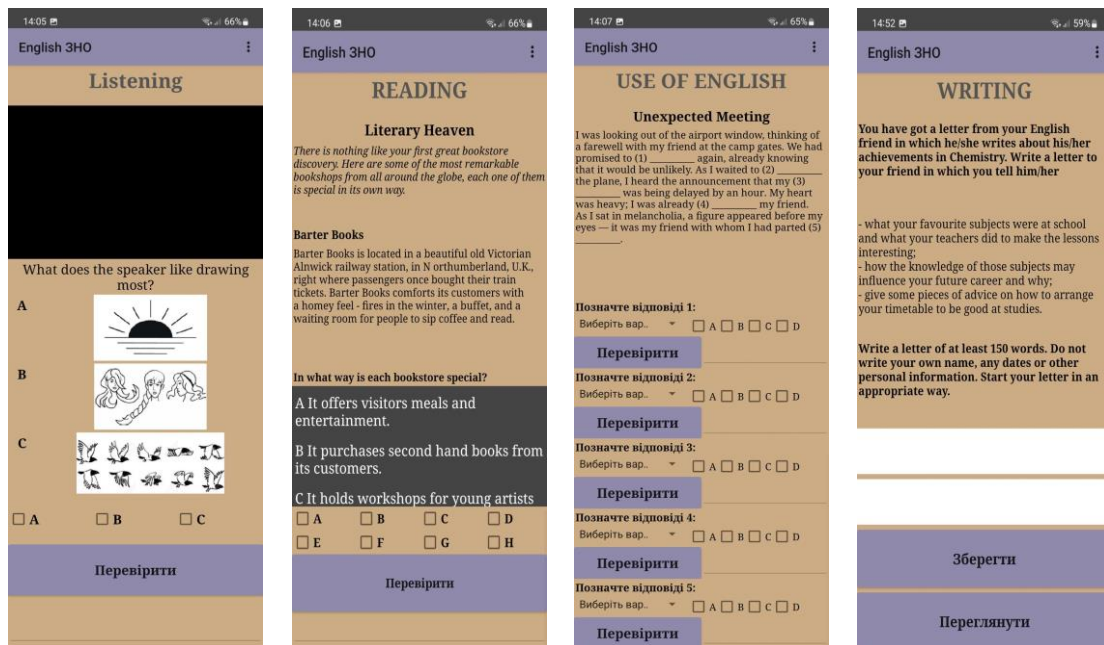 14:05 66%
English ЗНО
Listening
What does the speaker like drawing
most?
A
B
C
A B C
Перевірити
14:06 66%
English ЗНО
READING
Literary Heaven
There is nothing like your first great bookstore
discovery. Here are some of the most remarkable
bookshops from all around the globe, each one of them
is special in its own way.
Barter Books
Barter Books is located in a beautiful old Victorian
Alnwick railway station, in N orthumberland, U.K.,
right where passengers once bought their train
tickets. Barter Books comforts its customers with
a homey feel - fires in the winter, a buffet, and a
waiting room for people to sip coffee and read.
In what way is each bookstore special?
A It offers visitors meals and
entertainment.
B It purchases second hand books from
its customers.
C It holds workshops for young artists
A B C D
E F G H
Перевірити
14:07 65%
English ЗНО
USE OF ENGLISH
Unexpected Meeting
I was looking out of the airport window, thinking of
a farewell with my friend at the camp gates. We had
promised to (1) _________ again, already knowing
that it would be unlikely. As I waited to (2) _________
the plane, I heard the announcement that my (3)
_________ was being delayed by an hour. My heart
was heavy; I was already (4) _________ my friend.
As I sat in melancholia, a figure appeared before my
eyes — it was my friend with whom I had parted (5)
_________.
Позначте відповіді 1:
Виберіть вар.. A B C D
Перевірити
Позначте відповіді 2:
Виберіть вар.. A B C D
Перевірити
Позначте відповіді 3:
Виберіть вар.. A B C D
Перевірити
Позначте відповіді 4:
Виберіть вар.. A B C D
Перевірити
Позначте відповіді 5:
Виберіть вар.. A B C D
Перевірити
14:52 59%
English ЗНО
WRITING
You have got a letter from your English
friend in which he/she writes about his/her
achievements in Chemistry. Write a letter to
your friend in which you tell him/her
- what your favourite subjects were at school
and what your teachers did to make the lessons
interesting;
- how the knowledge of those subjects may
influence your future career and why;
- give some pieces of advice on how to arrange
your timetable to be good at studies.
Write a letter of at least 150 words. Do not
write your own name, any dates or other
personal information. Start your letter in an
appropriate way.
Зберегти
Переглянути